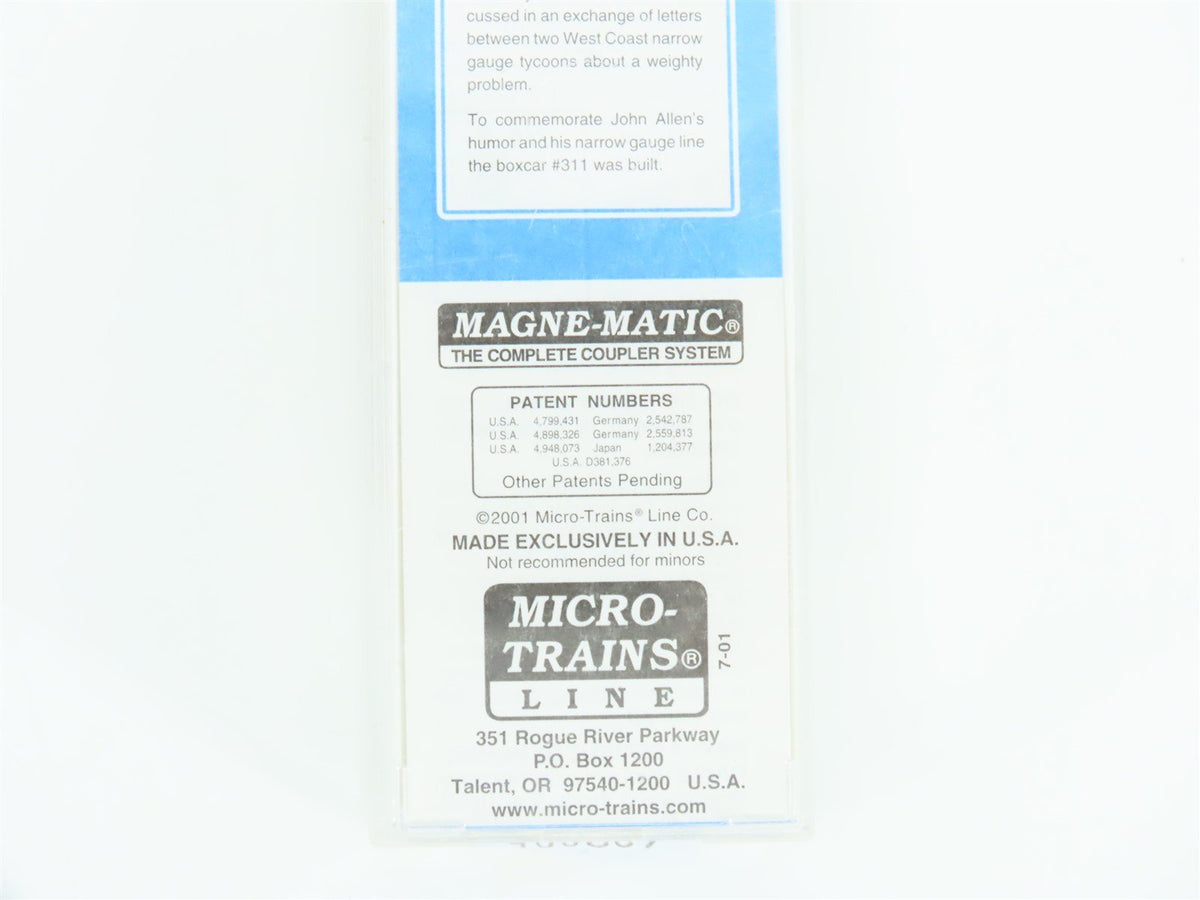 cussed in an exchange of letters
between two West Coast narrow
gauge tycoons about a weighty
problem.
To commemorate John Allen's
humor and his narrow gauge line
the boxcar #311 was built.
MAGNE-MATIC®
THE COMPLETE COUPLER SYSTEM
PATENT NUMBERS
U.S.A. 4,799,431 Germany 2,542,787
U.S.A. 4,898,326 Germany 2,559,813
U.S.A. 4,948,073 Japan 1,204,377
U.S.A. D381,376
Other Patents Pending
©2001 Micro-Trains® Line Co.
MADE EXCLUSIVELY IN U.S.A.
Not recommended for minors
MICRO-
TRAINS®
LINE
7-01
351 Rogue River Parkway
P.O. Box 1200
Talent, OR 97540-1200 U.S.A.
www.micro-trains.com